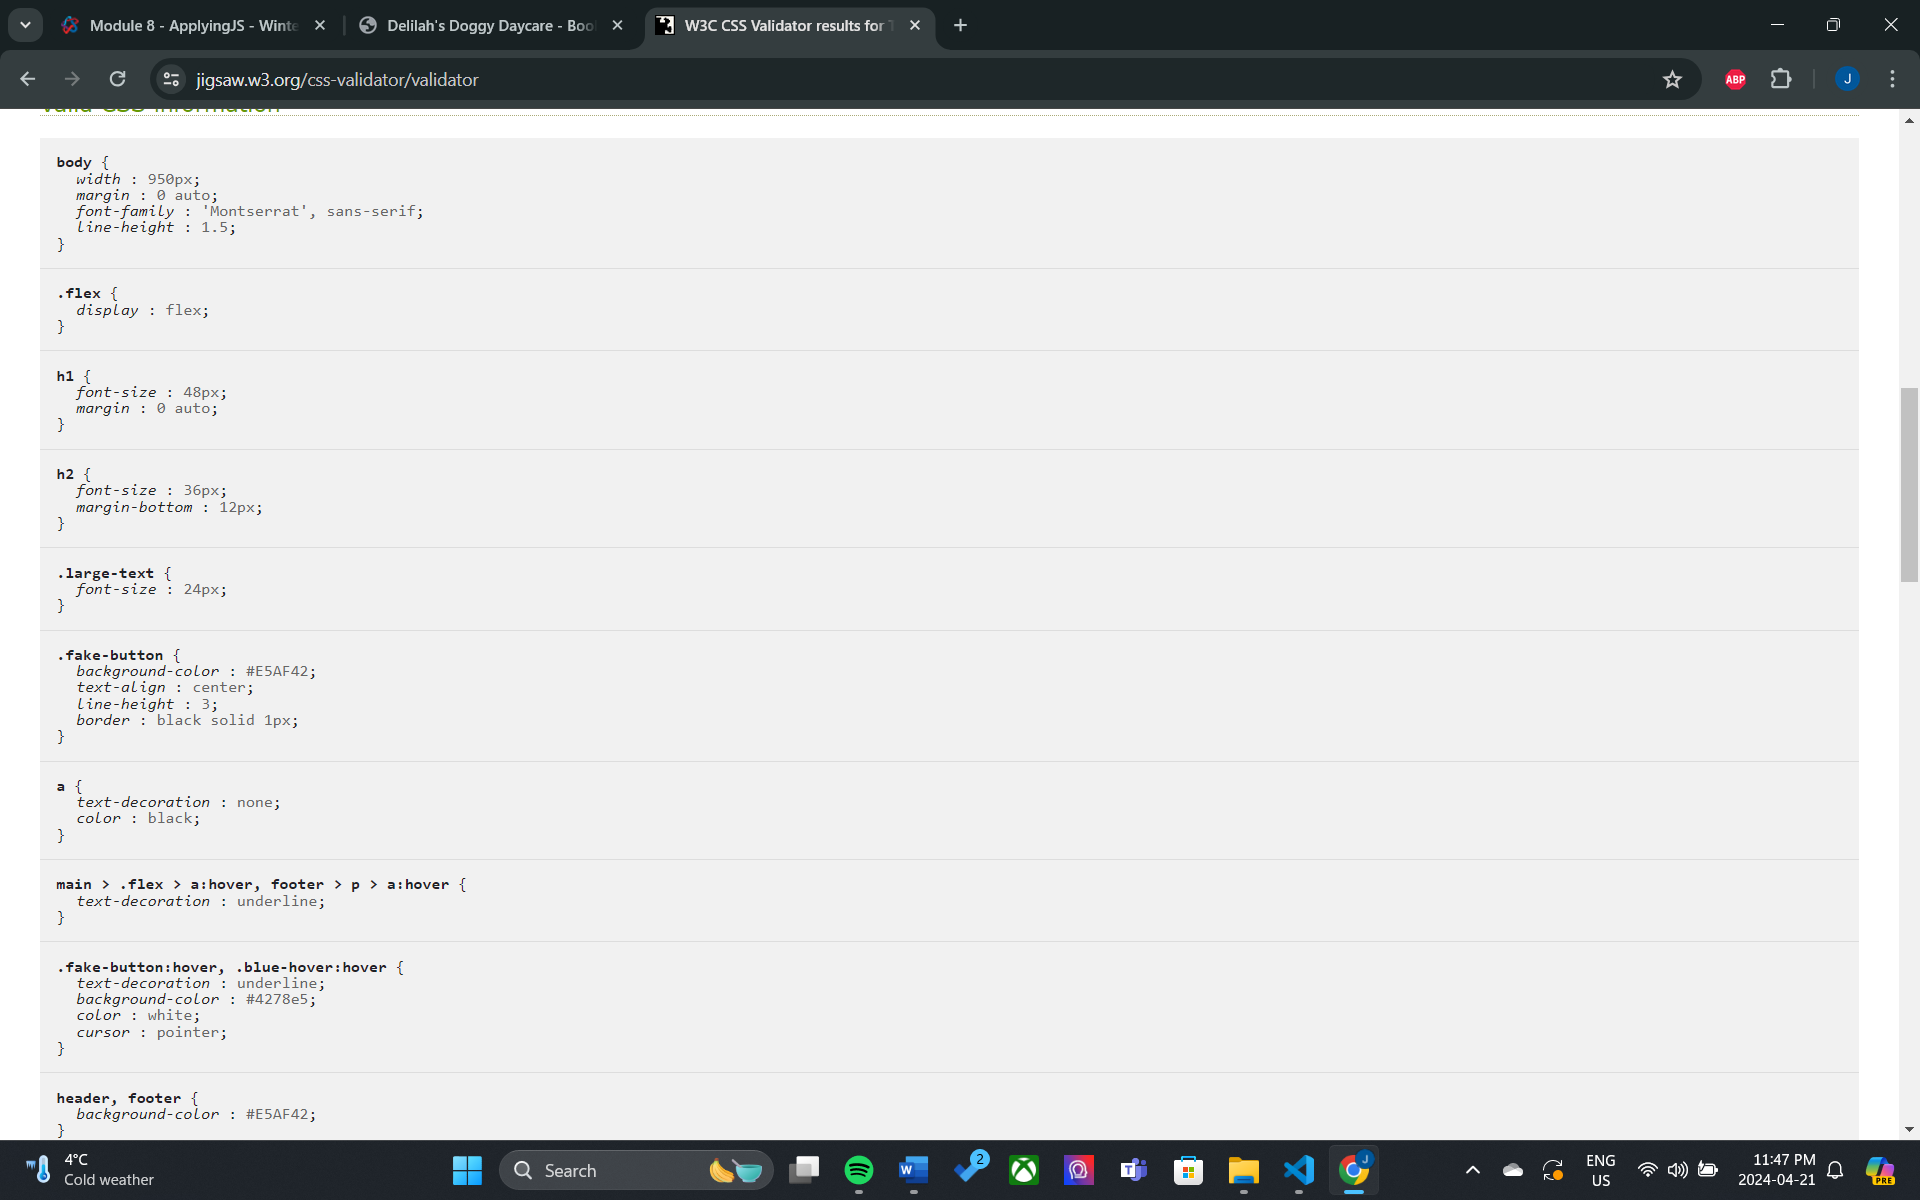 Module 8 - ApplyingJS - Winte
Delilah's Doggy Daycare - Boo
W3C CSS Validator results for T
jigsaw.w3.org/css-validator/validator
ABP
J
Valid CSS information
body {
width : 950px;
margin : 0 auto;
font-family : 'Montserrat', sans-serif;
line-height : 1.5;
}
.flex {
display : flex;
}
h1 {
font-size : 48px;
margin : 0 auto;
}
h2 {
font-size : 36px;
margin-bottom : 12px;
}
.large-text {
font-size : 24px;
}
.fake-button {
background-color : #E5AF42;
text-align : center;
line-height : 3;
border : black solid 1px;
}
a {
text-decoration : none;
color : black;
}
main > .flex > a:hover, footer > p > a:hover {
text-decoration : underline;
}
.fake-button:hover, .blue-hover:hover {
text-decoration : underline;
background-color : #4278e5;
color : white;
cursor : pointer;
}
header, footer {
background-color : #E5AF42;
}
4°C
Cold weather
Search
W
2
T
J
ENG
US
11:47 PM
2024-04-21
PRE